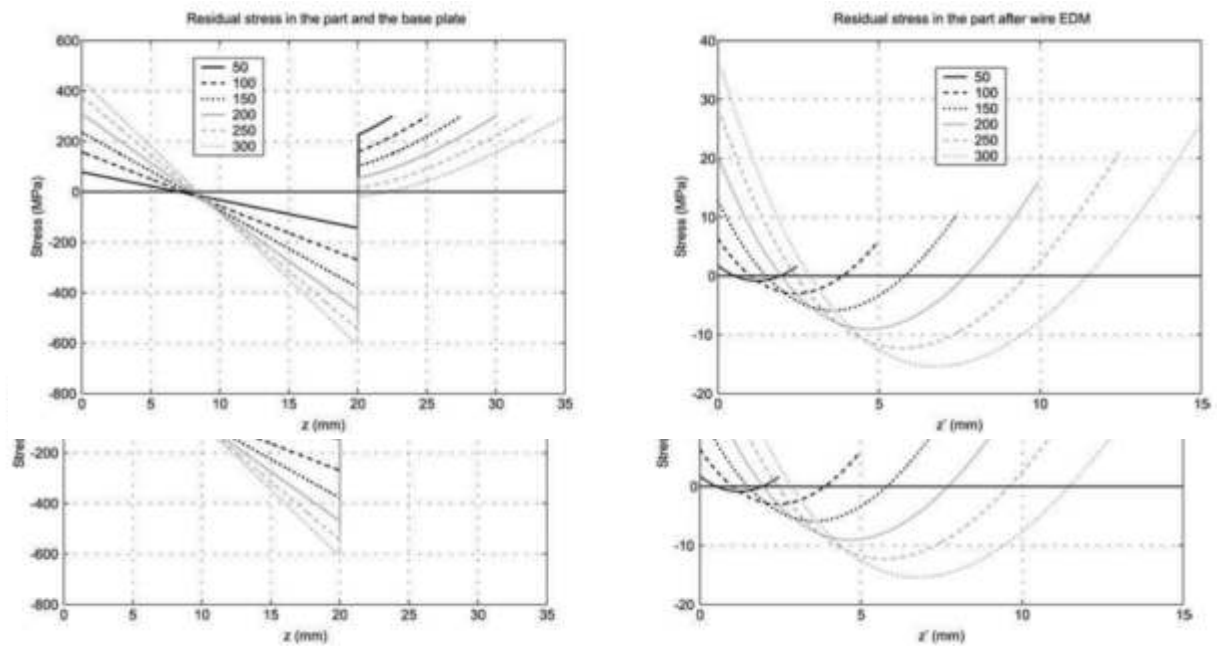 Residual stress in the part and the base plate
600
400
200
0
-200
-400
-600
-800
Stress (MPa)
50
100
150
200
250
300
0 5 10 15 20 25 30 35
z (mm)
Residual stress in the part after wire EDM
40
30
20
10
0
-10
-20
Stress (MPa)
50
100
150
200
250
300
0 5 10 15
z' (mm)
-200
-400
-600
-800
0 5 10 15 20 25 30 35
z (mm)
0
-10
-20
0 5 10 15
z' (mm)